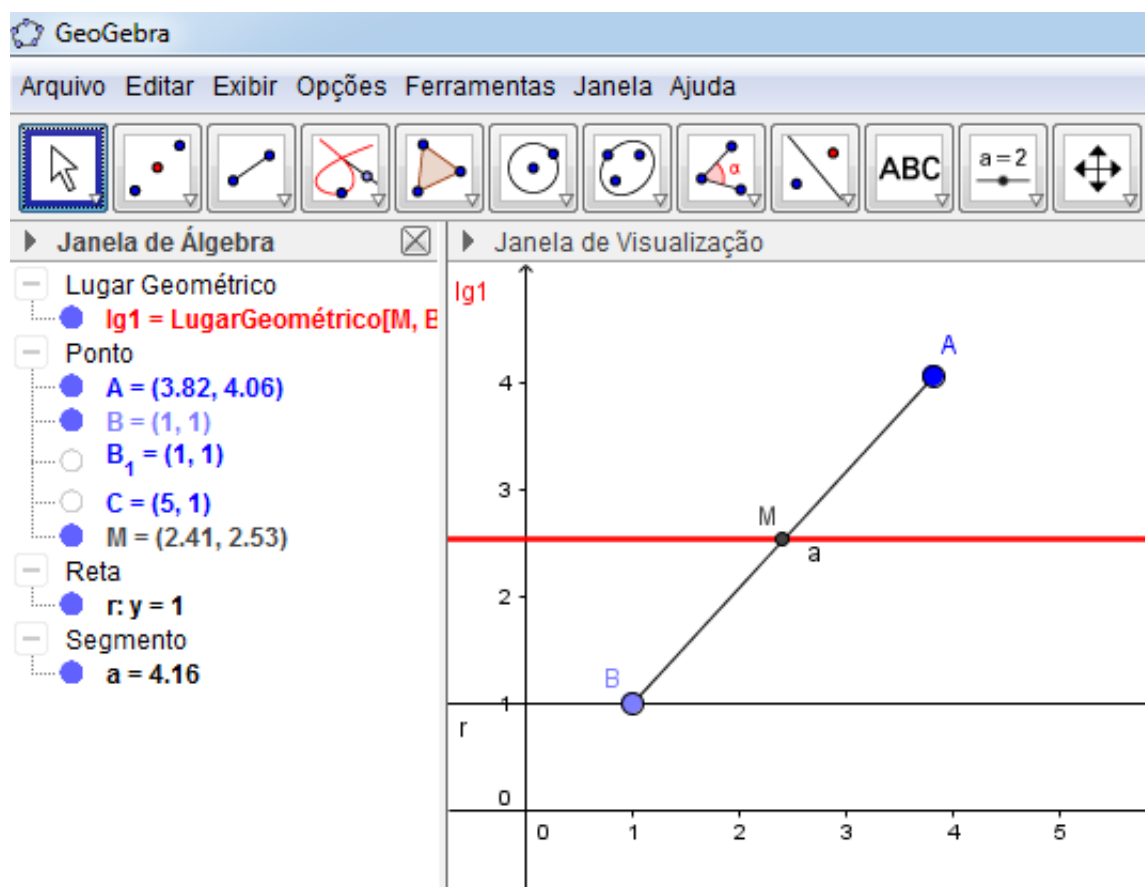 GeoGebra
Arquivo Editar Exibir Opções Ferramentas Janela Ajuda
α ABC a=2
Janela de Álgebra
Lugar Geométrico
lg1 = LugarGeométrico[M, B
Ponto
A = (3.82, 4.06)
B = (1, 1)
B₁ = (1, 1)
C = (5, 1)
M = (2.41, 2.53)
Reta
r: y = 1
Segmento
a = 4.16
Janela de Visualização
lg1
A
4
3
M
a
2
B
1
r
0
0 1 2 3 4 5